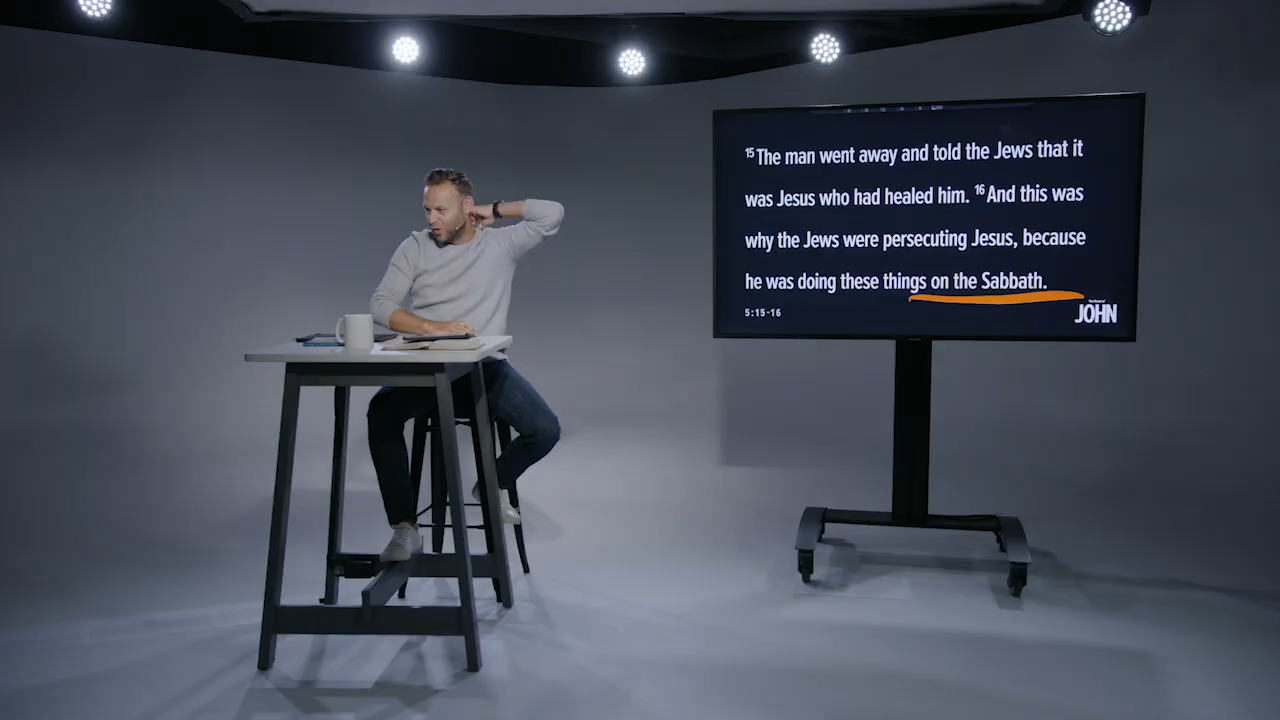 15 The man went away and told the Jews that it
was Jesus who had healed him. 16 And this was
why the Jews were persecuting Jesus, because
he was doing these things on the Sabbath.
5:15-16
JOHN